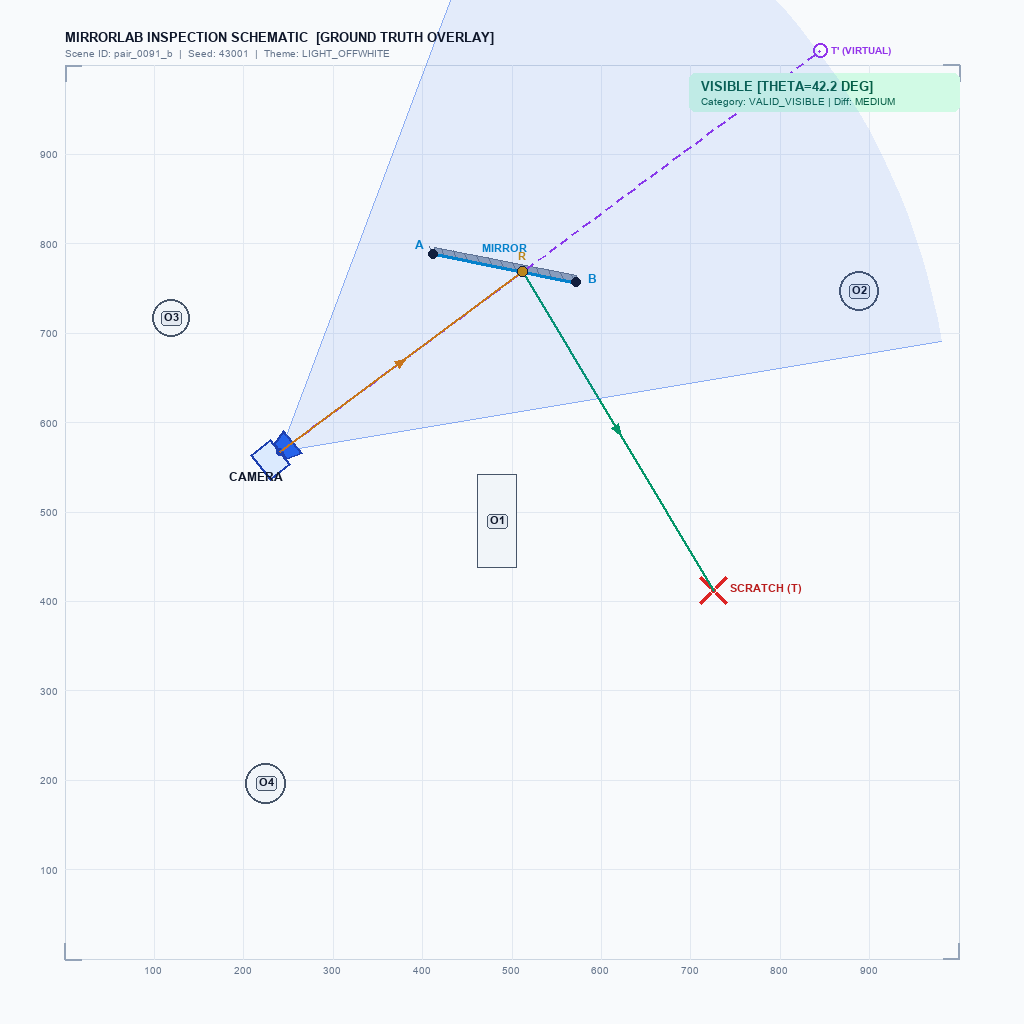 MIRRORLAB INSPECTION SCHEMATIC  [GROUND TRUTH OVERLAY]
Scene ID: pair_0091_b  |  Seed: 43001  |  Theme: LIGHT_OFFWHITE
T' (VIRTUAL)
VISIBLE [THETA=42.2 DEG]
Category: VALID_VISIBLE | Diff: MEDIUM
900
A
800
MIRROR
R
B
O2
O3
700
600
CAMERA
500
O1
SCRATCH (T)
400
300
200
O4
100
100 200 300 400 500 600 700 800 900